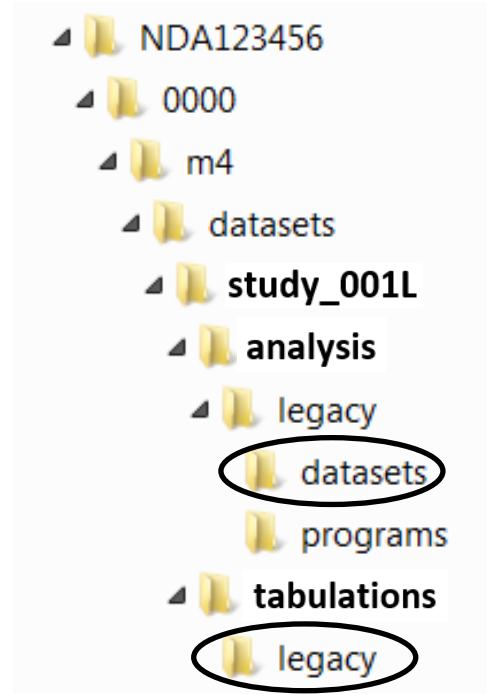 NDA123456
0000
m4
datasets
study_001L
analysis
legacy
datasets
programs
tabulations
legacy